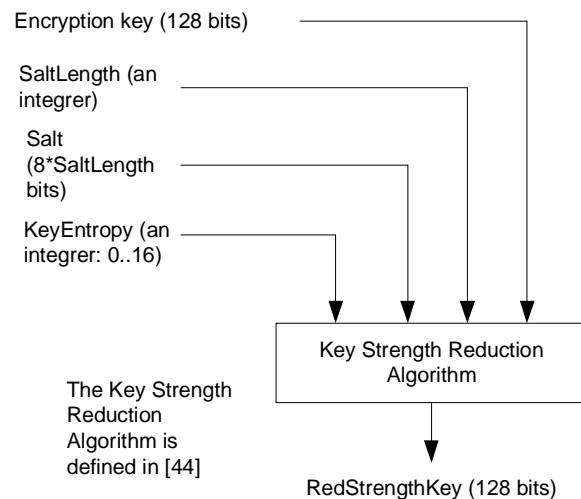 Encryption key (128 bits)
SaltLength (an
integrer)
Salt
(8*SaltLength
bits)
KeyEntropy (an
integrer: 0..16)
Key Strength Reduction
Algorithm
The Key Strength
Reduction
Algorithm is
defined in [44]
RedStrengthKey (128 bits)